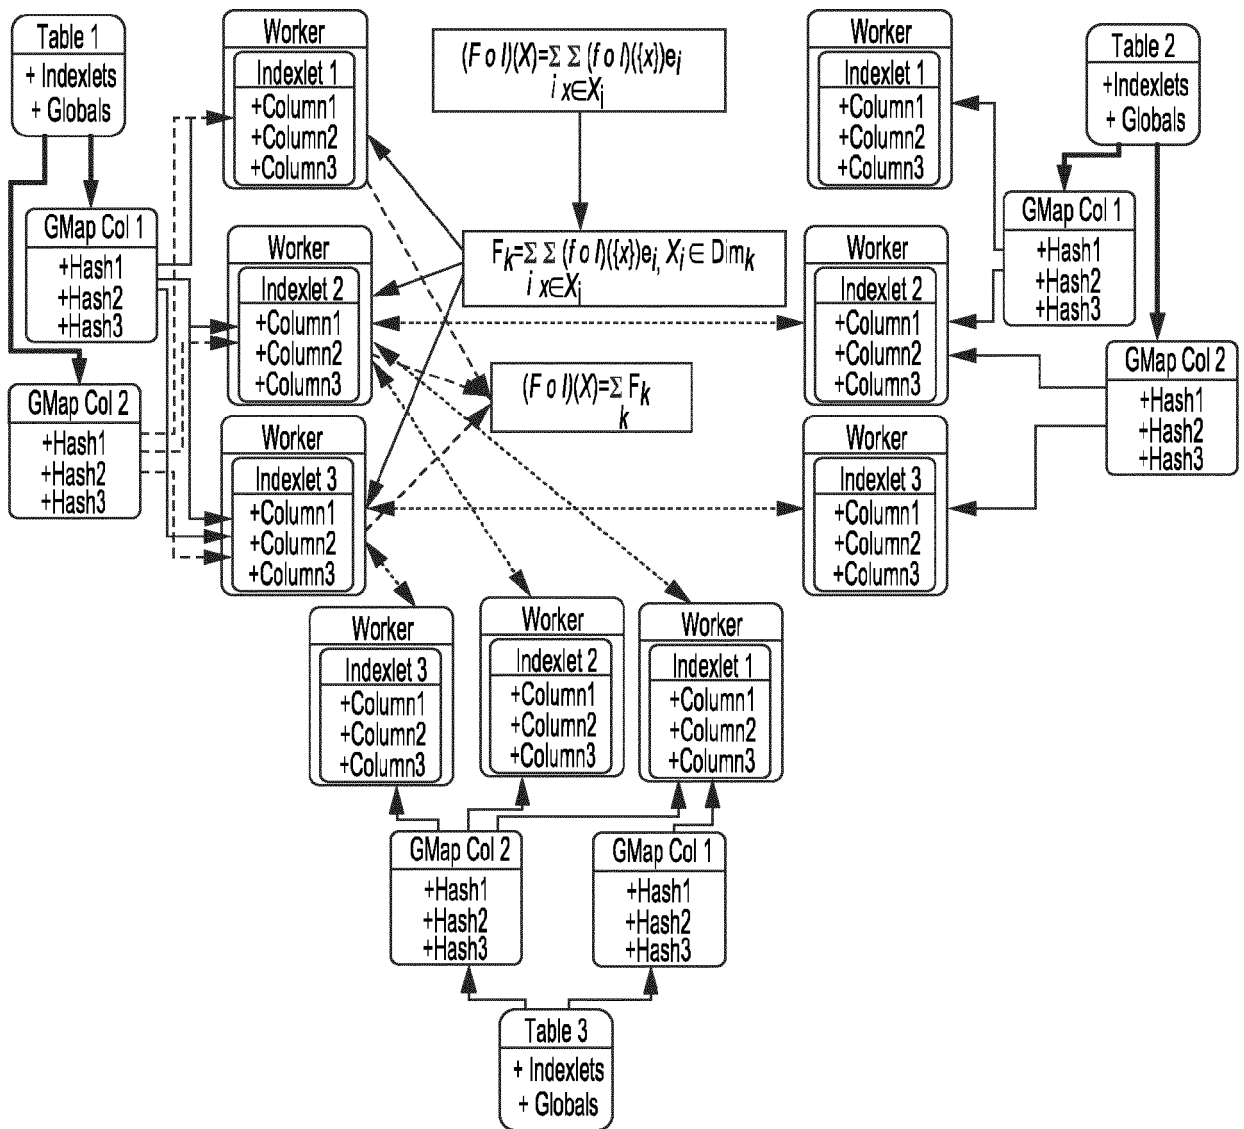 Table 1
+ Indexlets
+ Globals
Worker
Indexlet 1
+Column1
+Column2
+Column3
(F o I)(X)=Σ Σ (f o I)({x})eᵢ
i x∈Xᵢ
Worker
Indexlet 1
+Column1
+Column2
+Column3
Table 2
+Indexlets
+ Globals
GMap Col 1
+Hash1
+Hash2
+Hash3
Worker
Indexlet 2
+Column1
+Column2
+Column3
Fₖ=Σ Σ (f o I)({x})eᵢ, Xᵢ ∈ Dimₖ
i x∈Xᵢ
Worker
Indexlet 2
+Column1
+Column2
+Column3
GMap Col 1
+Hash1
+Hash2
+Hash3
GMap Col 2
+Hash1
+Hash2
+Hash3
(F o I)(X)=Σ Fₖ
k
GMap Col 2
+Hash1
+Hash2
+Hash3
Worker
Indexlet 3
+Column1
+Column2
+Column3
Worker
Indexlet 3
+Column1
+Column2
+Column3
Worker
Indexlet 3
+Column1
+Column2
+Column3
Worker
Indexlet 2
+Column1
+Column2
+Column3
Worker
Indexlet 1
+Column1
+Column2
+Column3
GMap Col 2
+Hash1
+Hash2
+Hash3
GMap Col 1
+Hash1
+Hash2
+Hash3
Table 3
+ Indexlets
+ Globals